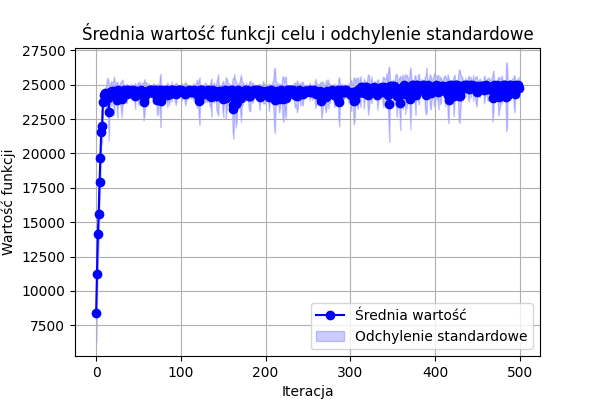 Średnia wartość funkcji celu i odchylenie standardowe
Wartość funkcji
27500
25000
22500
20000
17500
15000
12500
10000
7500
Średnia wartość
Odchylenie standardowe
0 100 200 300 400 500
Iteracja